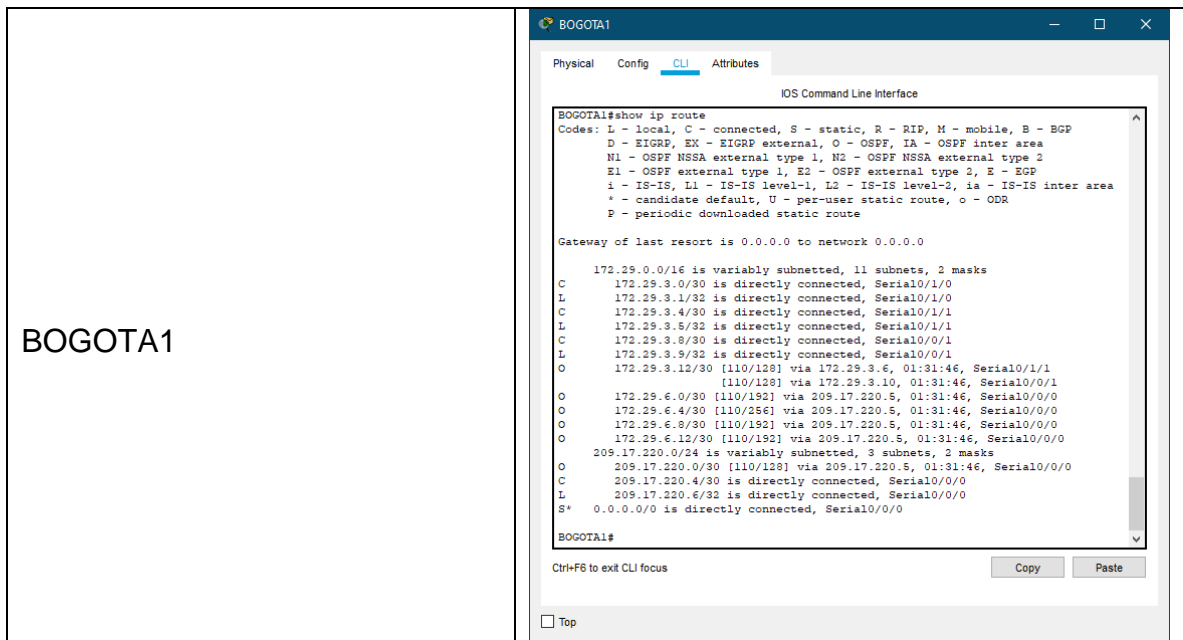 BOGOTA1
BOGOTA1
Physical Config CLI Attributes
IOS Command Line Interface
BOGOTA1#show ip route
Codes: L - local, C - connected, S - static, R - RIP, M - mobile, B - BGP
D - EIGRP, EX - EIGRP external, O - OSPF, IA - OSPF inter area
N1 - OSPF NSSA external type 1, N2 - OSPF NSSA external type 2
E1 - OSPF external type 1, E2 - OSPF external type 2, E - EGP
i - IS-IS, L1 - IS-IS level-1, L2 - IS-IS level-2, ia - IS-IS inter area
* - candidate default, U - per-user static route, o - ODR
P - periodic downloaded static route
Gateway of last resort is 0.0.0.0 to network 0.0.0.0
172.29.0.0/16 is variably subnetted, 11 subnets, 2 masks
C 172.29.3.0/30 is directly connected, Serial0/1/0
L 172.29.3.1/32 is directly connected, Serial0/1/0
C 172.29.3.4/30 is directly connected, Serial0/1/1
L 172.29.3.5/32 is directly connected, Serial0/1/1
C 172.29.3.8/30 is directly connected, Serial0/0/1
L 172.29.3.9/32 is directly connected, Serial0/0/1
O 172.29.3.12/30 [110/128] via 172.29.3.6, 01:31:46, Serial0/1/1
[110/128] via 172.29.3.10, 01:31:46, Serial0/0/1
O 172.29.6.0/30 [110/192] via 209.17.220.5, 01:31:46, Serial0/0/0
O 172.29.6.4/30 [110/256] via 209.17.220.5, 01:31:46, Serial0/0/0
O 172.29.6.8/30 [110/192] via 209.17.220.5, 01:31:46, Serial0/0/0
O 172.29.6.12/30 [110/192] via 209.17.220.5, 01:31:46, Serial0/0/0
209.17.220.0/24 is variably subnetted, 3 subnets, 2 masks
O 209.17.220.0/30 [110/128] via 209.17.220.5, 01:31:46, Serial0/0/0
C 209.17.220.4/30 is directly connected, Serial0/0/0
L 209.17.220.6/32 is directly connected, Serial0/0/0
S* 0.0.0.0/0 is directly connected, Serial0/0/0
BOGOTA1#
Ctrl+F6 to exit CLI focus Copy Paste
Top